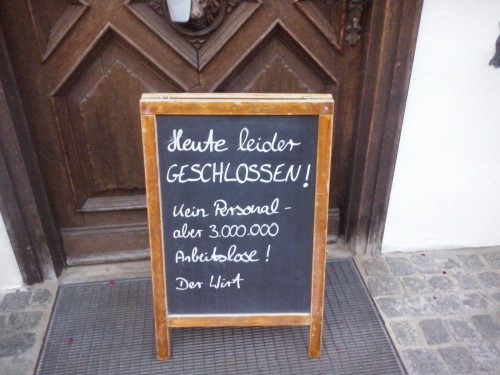 Heute leider
GESCHLOSSEN!
Kein Personal -
aber 3.000.000
Arbeitslose!
Der Wirt